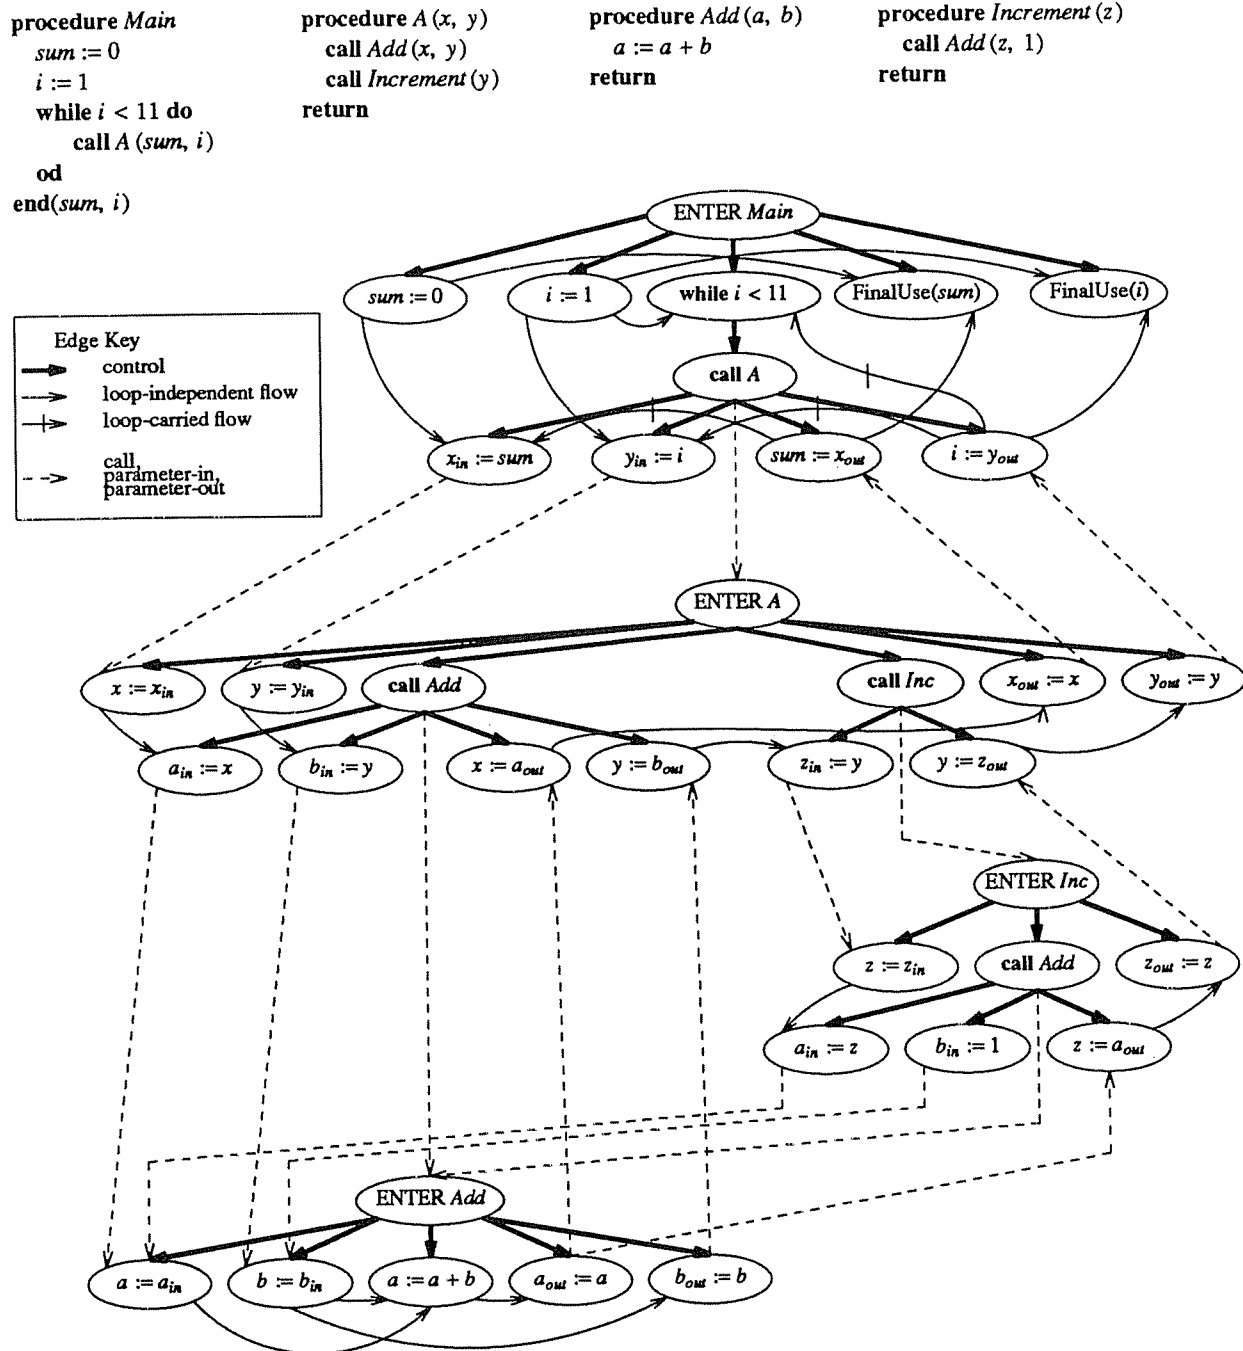 procedure Main
sum := 0
i := 1
while i < 11 do
call A (sum, i)
od
end(sum, i)
procedure A (x, y)
call Add (x, y)
call Increment (y)
return
procedure Add (a, b)
a := a + b
return
procedure Increment (z)
call Add (z, 1)
return
ENTER Main
sum := 0
i := 1
while i < 11
FinalUse(sum)
FinalUse(i)
Edge Key
control
loop-independent flow
loop-carried flow
call,
parameter-in,
parameter-out
call A
x_in := sum
y_in := i
sum := x_out
i := y_out
ENTER A
x := x_in
y := y_in
call Add
call Inc
x_out := x
y_out := y
a_in := x
b_in := y
x := a_out
y := b_out
z_in := y
y := z_out
ENTER Inc
z := z_in
call Add
z_out := z
a_in := z
b_in := 1
z := a_out
ENTER Add
a := a_in
b := b_in
a := a + b
a_out := a
b_out := b